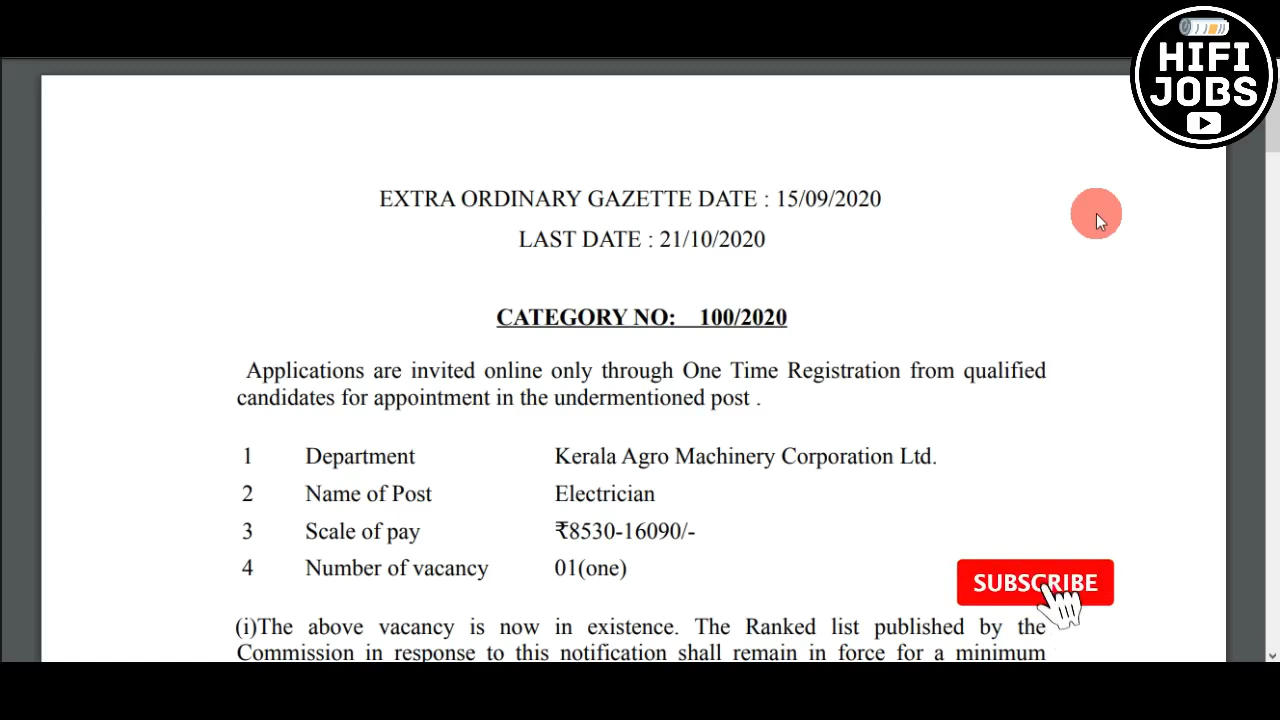 HIFI
JOBS
EXTRA ORDINARY GAZETTE DATE : 15/09/2020
LAST DATE : 21/10/2020
CATEGORY NO: 100/2020
Applications are invited online only through One Time Registration from qualified
candidates for appointment in the undermentioned post .
1 Department Kerala Agro Machinery Corporation Ltd.
2 Name of Post Electrician
3 Scale of pay ₹8530-16090/-
4 Number of vacancy 01(one)
SUBSCRIBE
(i)The above vacancy is now in existence. The Ranked list published by the
Commission in response to this notification shall remain in force for a minimum